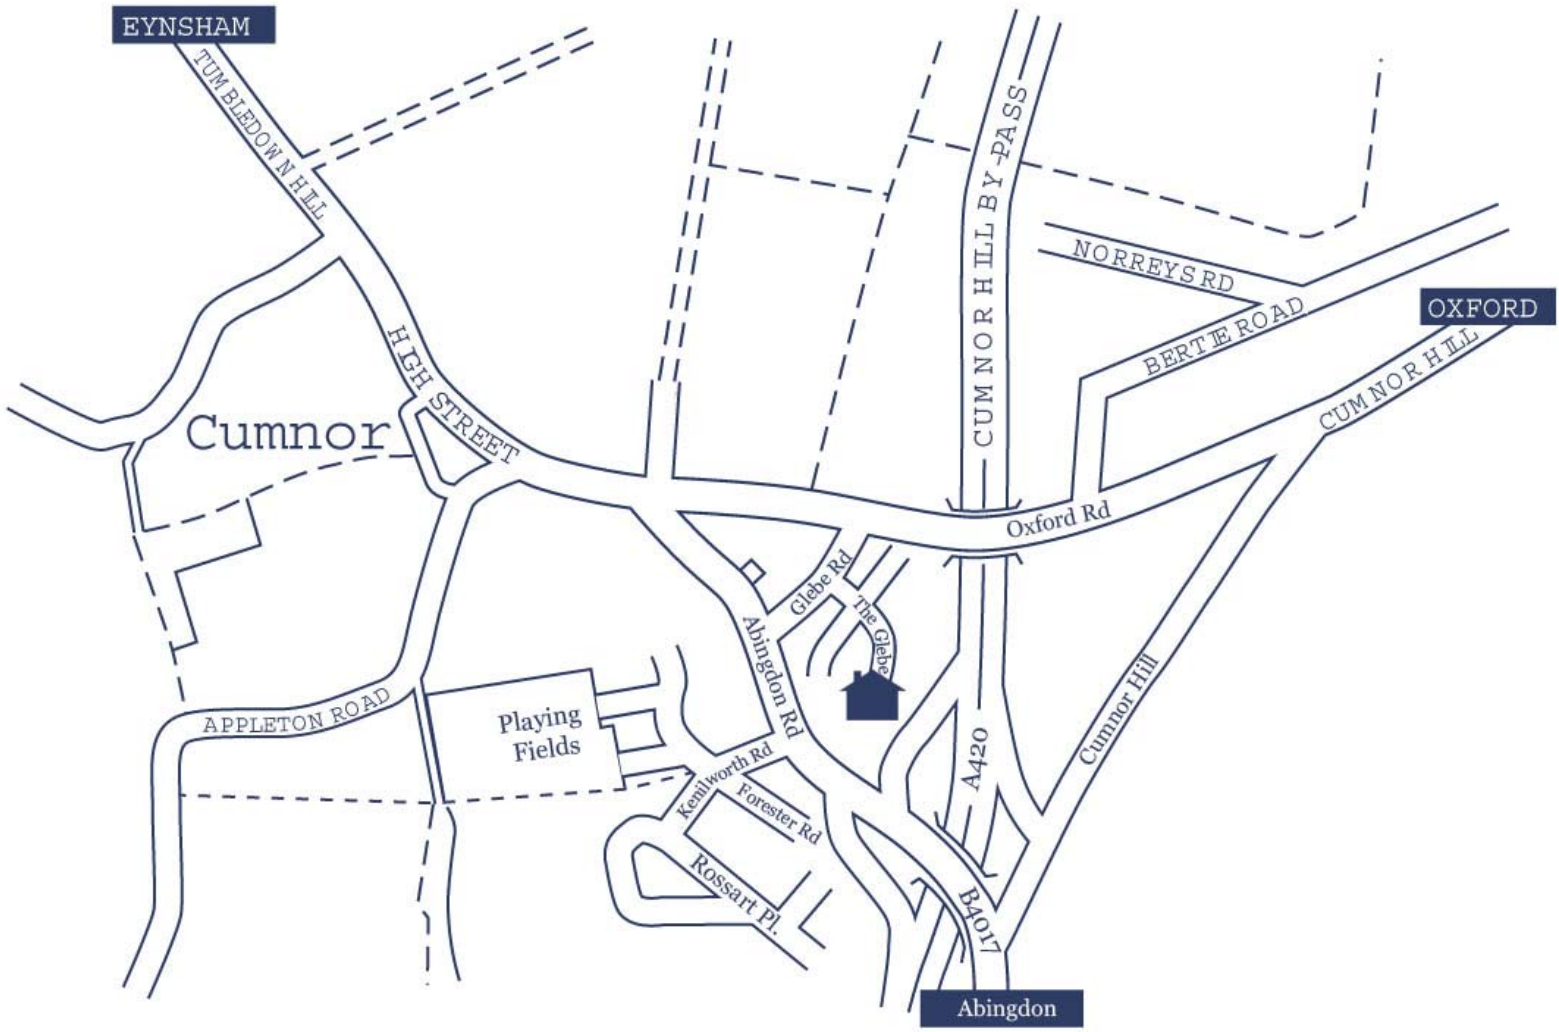 EYNSHAM
TUMBLEDOWN HILL
CUMNOR HILL BY-PASS
NORREYS RD
BERTIE ROAD
OXFORD
CUMNOR HILL
HIGH STREET
Cumnor
Oxford Rd
Glebe Rd
The Glebe
Abingdon Rd
Cumnor Hill
APPLETON ROAD
Playing
Fields
A420
Kenilworth Rd
Forester Rd
Rossart Pl.
B4017
Abingdon